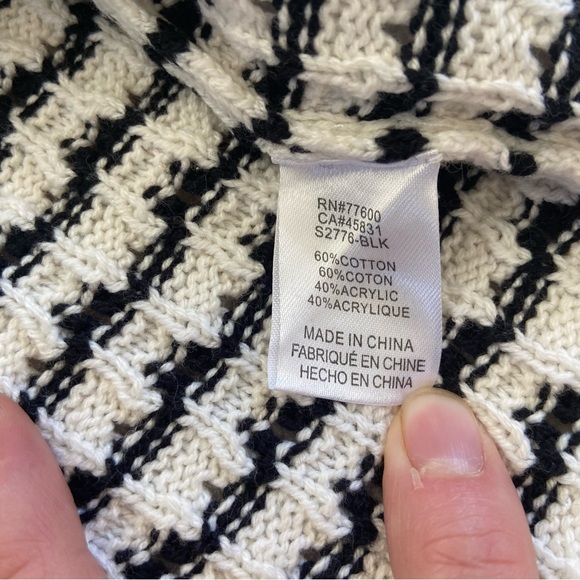 RN#77600
CA#45831
S2776-BLK
60%COTTON
60%COTON
40%ACRYLIC
40%ACRYLIQUE
MADE IN CHINA
FABRIQUÉ EN CHINE
HECHO EN CHINA